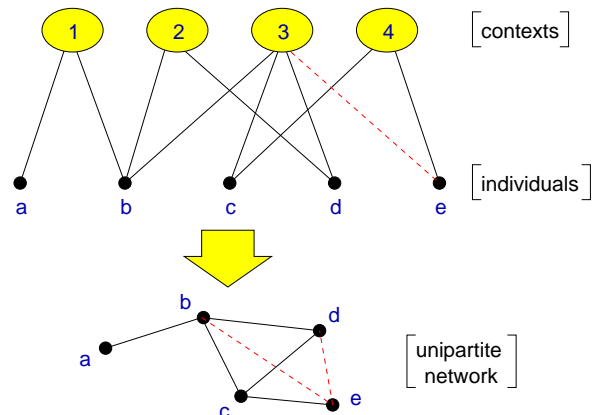 1 2 3 4 [contexts]
a b c d e [individuals]
b
d
a
unipartite
network
c
e